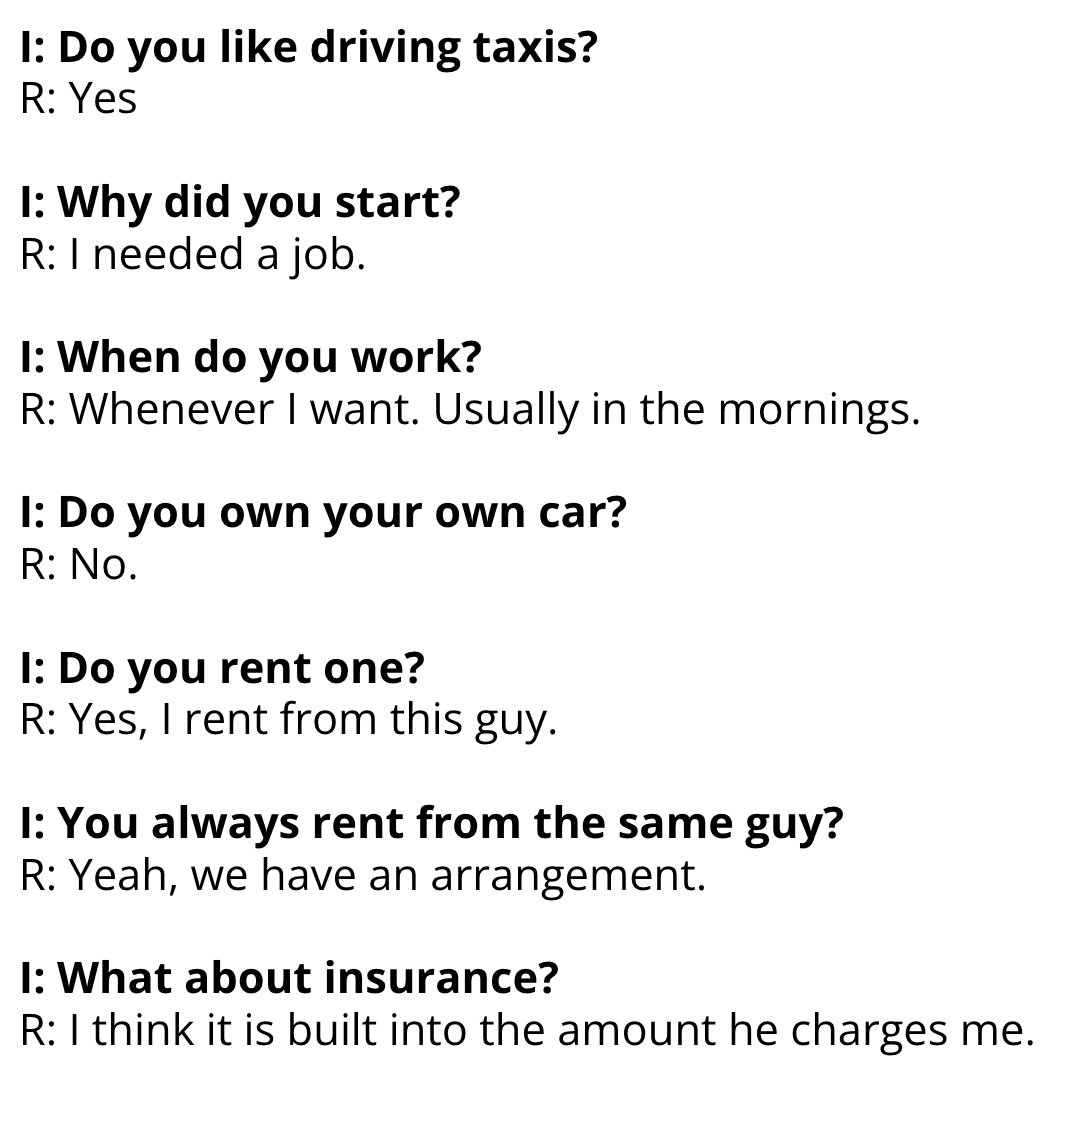 I: Do you like driving taxis?
R: Yes
I: Why did you start?
R: I needed a job.
I: When do you work?
R: Whenever I want. Usually in the mornings.
I: Do you own your own car?
R: No.
I: Do you rent one?
R: Yes, I rent from this guy.
I: You always rent from the same guy?
R: Yeah, we have an arrangement.
I: What about insurance?
R: I think it is built into the amount he charges me.